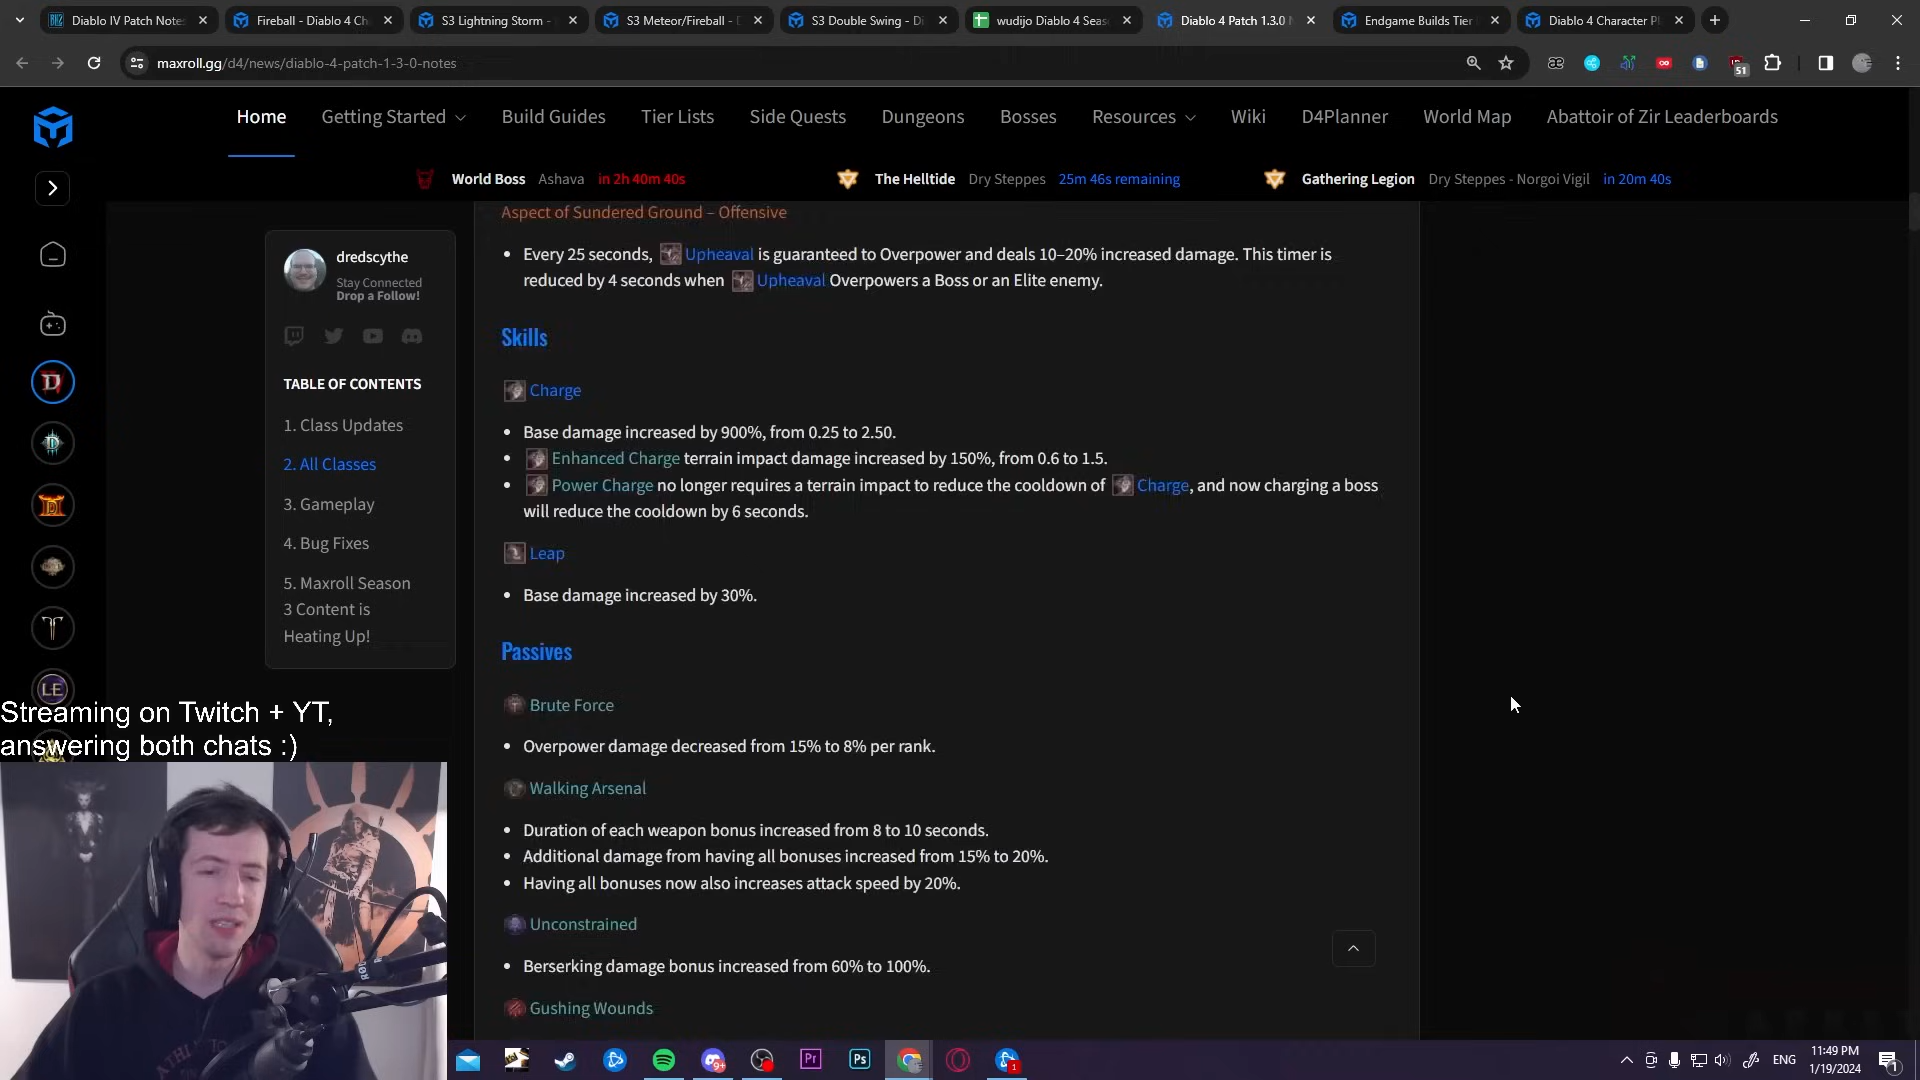 Diablo IV Patch Note
Fireball - Diablo 4 Ch
S3 Lightning Storm -
S3 Meteor/Fireball - D
S3 Double Swing - Di
wudijo Diablo 4 Seas
Diablo 4 Patch 1.3.0 N
Endgame Builds Tier
Diablo 4 Character Pl
maxroll.gg/d4/news/diablo-4-patch-1-3-0-notes
51
Home
Getting Started
Build Guides
Tier Lists
Side Quests
Dungeons
Bosses
Resources
Wiki
D4Planner
World Map
Abattoir of Zir Leaderboards
World Boss Ashava in 2h 40m 40s
The Helltide Dry Steppes 25m 46s remaining
Gathering Legion Dry Steppes - Norgoi Vigil in 20m 40s
dredscythe
Stay Connected
Drop a Follow!
TABLE OF CONTENTS
1. Class Updates
2. All Classes
3. Gameplay
4. Bug Fixes
5. Maxroll Season
3 Content is
Heating Up!
LE
Aspect of Sundered Ground – Offensive
• Every 25 seconds, Upheaval is guaranteed to Overpower and deals 10–20% increased damage. This timer is
reduced by 4 seconds when Upheaval Overpowers a Boss or an Elite enemy.
Skills
Charge
• Base damage increased by 900%, from 0.25 to 2.50.
• Enhanced Charge terrain impact damage increased by 150%, from 0.6 to 1.5.
• Power Charge no longer requires a terrain impact to reduce the cooldown of Charge, and now charging a boss
will reduce the cooldown by 6 seconds.
Leap
• Base damage increased by 30%.
Passives
Brute Force
• Overpower damage decreased from 15% to 8% per rank.
Walking Arsenal
• Duration of each weapon bonus increased from 8 to 10 seconds.
• Additional damage from having all bonuses increased from 15% to 20%.
• Having all bonuses now also increases attack speed by 20%.
Unconstrained
• Berserking damage bonus increased from 60% to 100%.
Gushing Wounds
Streaming on Twitch + YT,
answering both chats :)
9+
Pr
Ps
1
ENG
11:49 PM
1/19/2024
1